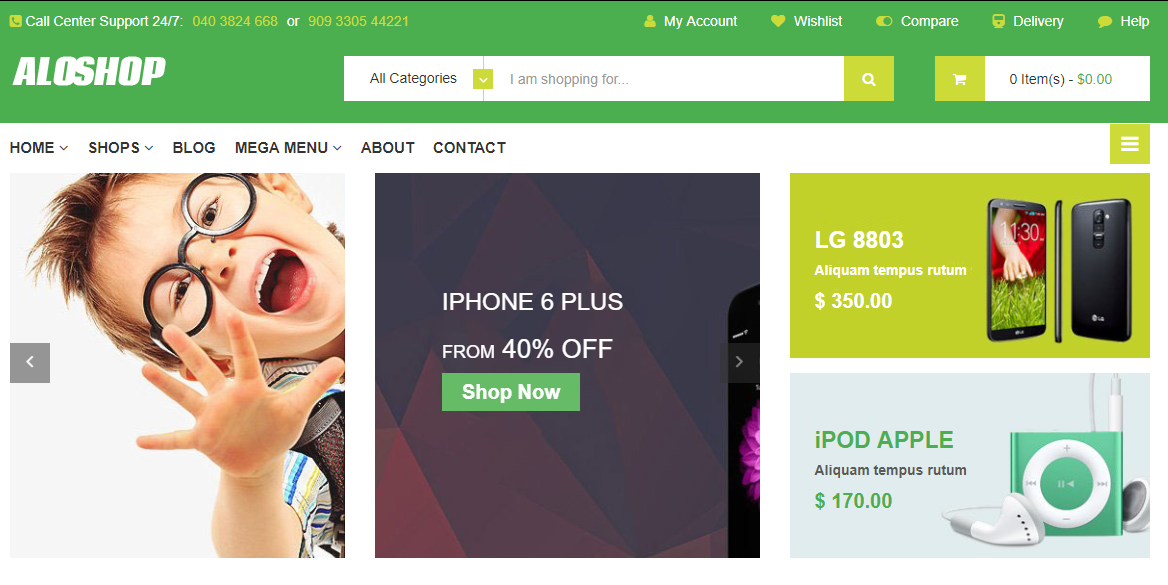 Call Center Support 24/7: 040 3824 668 or 909 3305 44221
My Account Wishlist Compare Delivery Help
ALOSHOP
All Categories
I am shopping for...
0 Item(s) - $0.00
HOME SHOPS BLOG MEGA MENU ABOUT CONTACT
IPHONE 6 PLUS
FROM 40% OFF
Shop Now
LG 8803
Aliquam tempus rutum
$ 350.00
11:30
LG
iPOD APPLE
Aliquam tempus rutum
$ 170.00